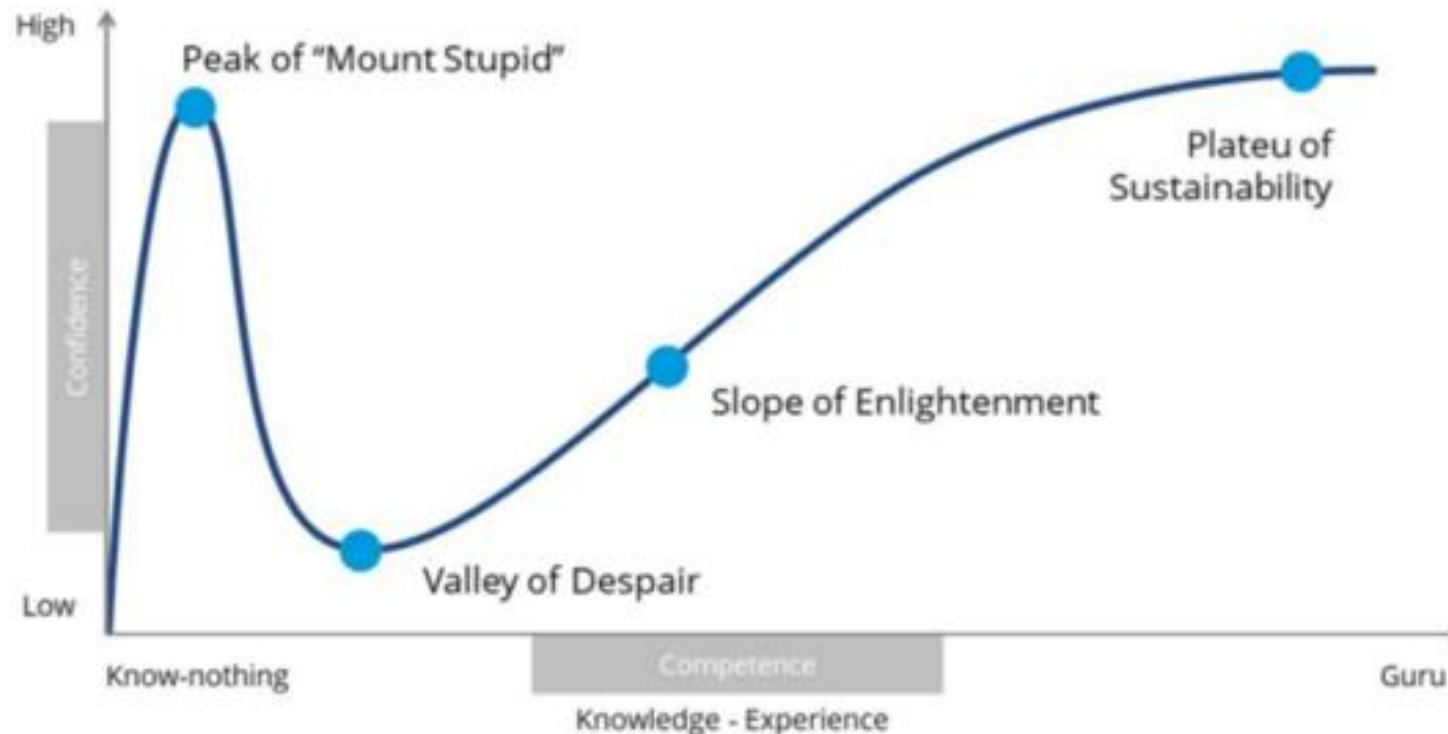 High
Peak of “Mount Stupid”
Plateu of
Sustainability
Confidence
Slope of Enlightenment
Valley of Despair
Low
Know-nothing
Competence
Guru
Knowledge - Experience